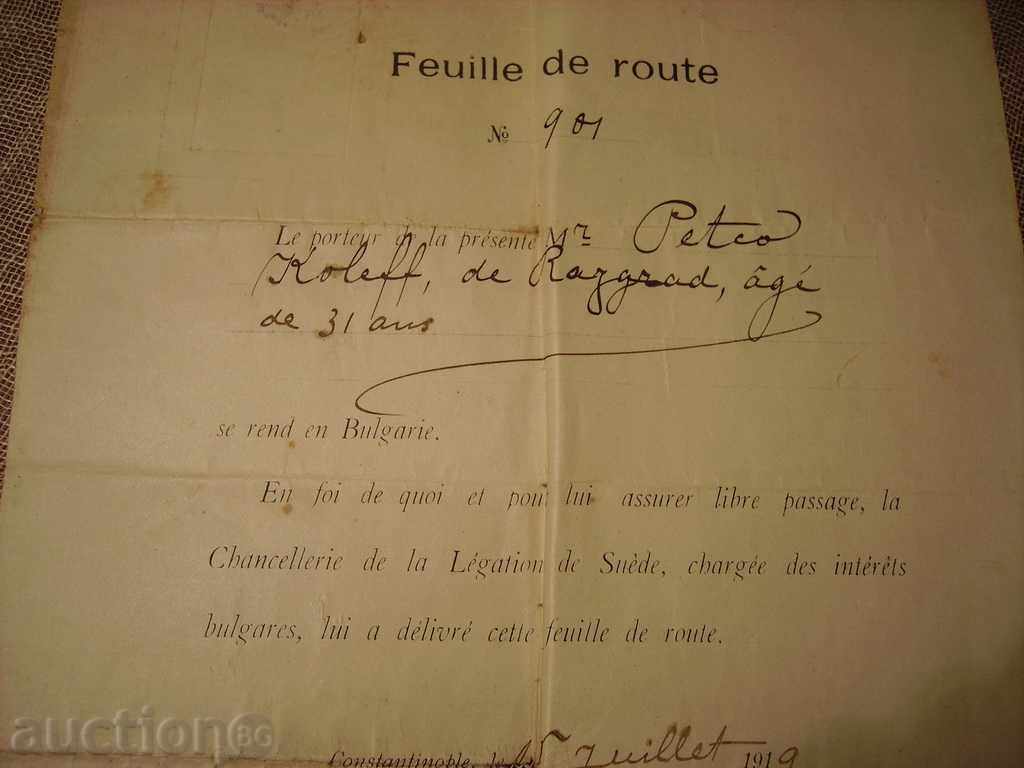 Feuille de route
№ 901
Le porteur de la présente Mr Petco
Koleff, de Razgrad, âgé
de 31 ans
se rend en Bulgarie.
En foi de quoi et pour lui assurer libre passage, la
Chancellerie de la Légation de Suède, chargée des intérêts
bulgares, lui a délivré cette feuille de route.
Constantinople, le 15 Juillet 1919
auction BG